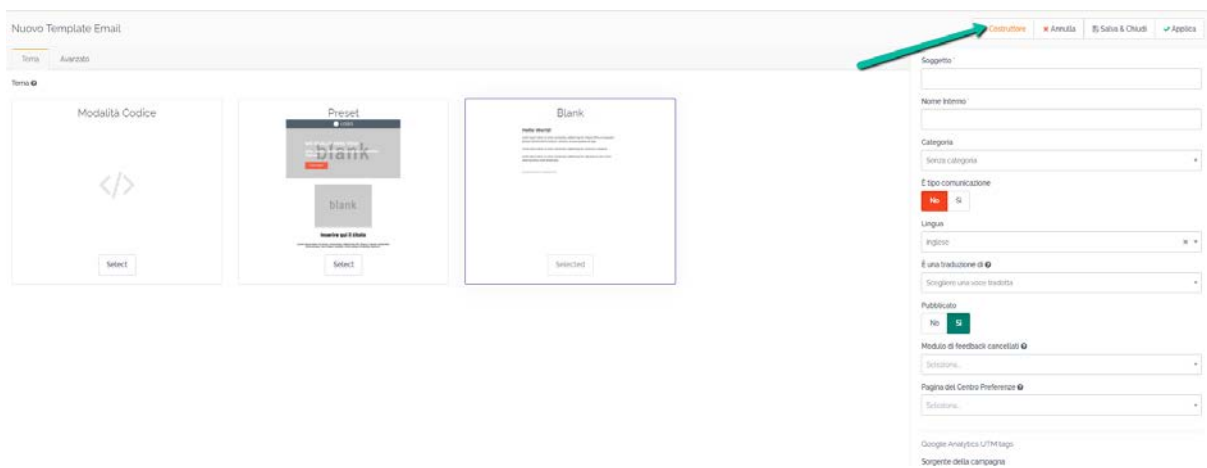 Nuovo Template Email
Costruttore
Annulla
Salva & Chiudi
Applica
Tema
Avanzato
Tema
Modalità Codice
Select
Preset
blank
blank
Inserire qui il titolo
Select
Blank
Hello World!
Selected
Soggetto *
Nome Interno *
Categoria
Senza categoria
È tipo comunicazione
No Sì
Lingua
Inglese
È una traduzione di
Scegliere una voce tradotta
Pubblicato
No Sì
Modulo di feedback cancellati
Seleziona...
Pagina del Centro Preferenze
Seleziona...
Google Analytics UTM tags
Sorgente della campagna